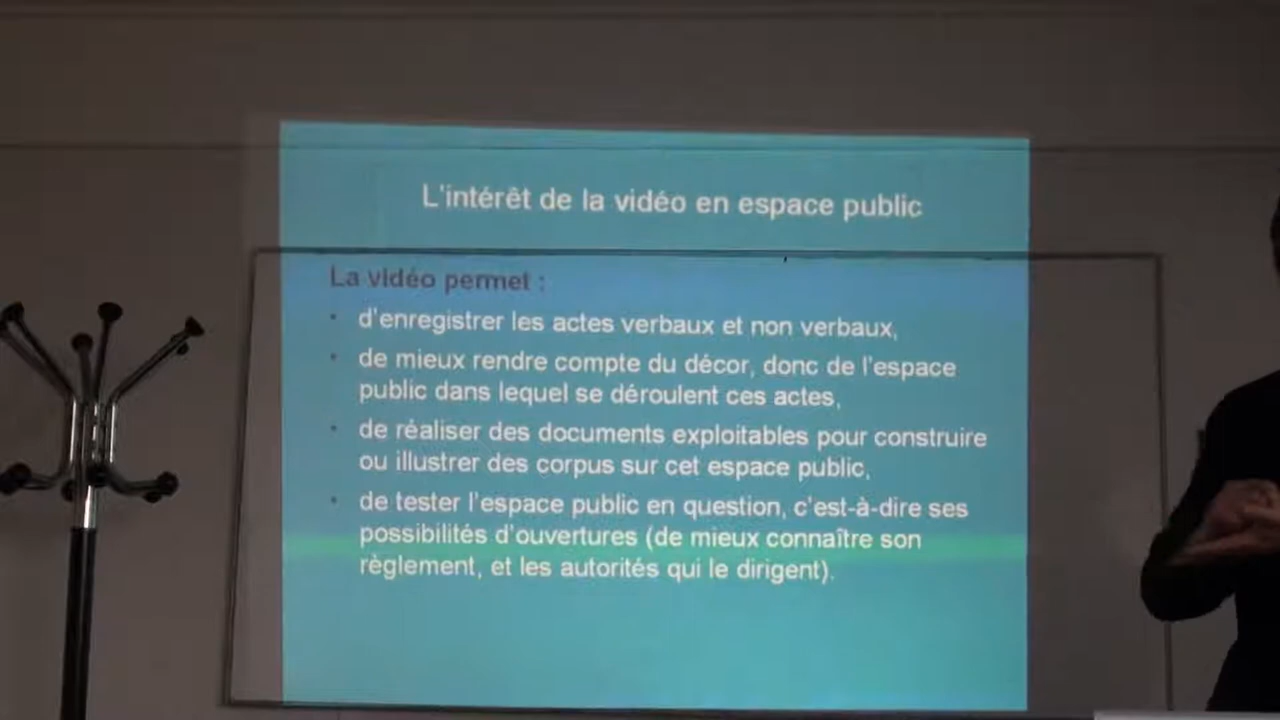 L'intérêt de la vidéo en espace public
La vidéo permet :
• d'enregistrer les actes verbaux et non verbaux,
• de mieux rendre compte du décor, donc de l'espace
public dans lequel se déroulent ces actes,
• de réaliser des documents exploitables pour construire
ou illustrer des corpus sur cet espace public,
• de tester l'espace public en question, c'est-à-dire ses
possibilités d'ouvertures (de mieux connaître son
règlement, et les autorités qui le dirigent).